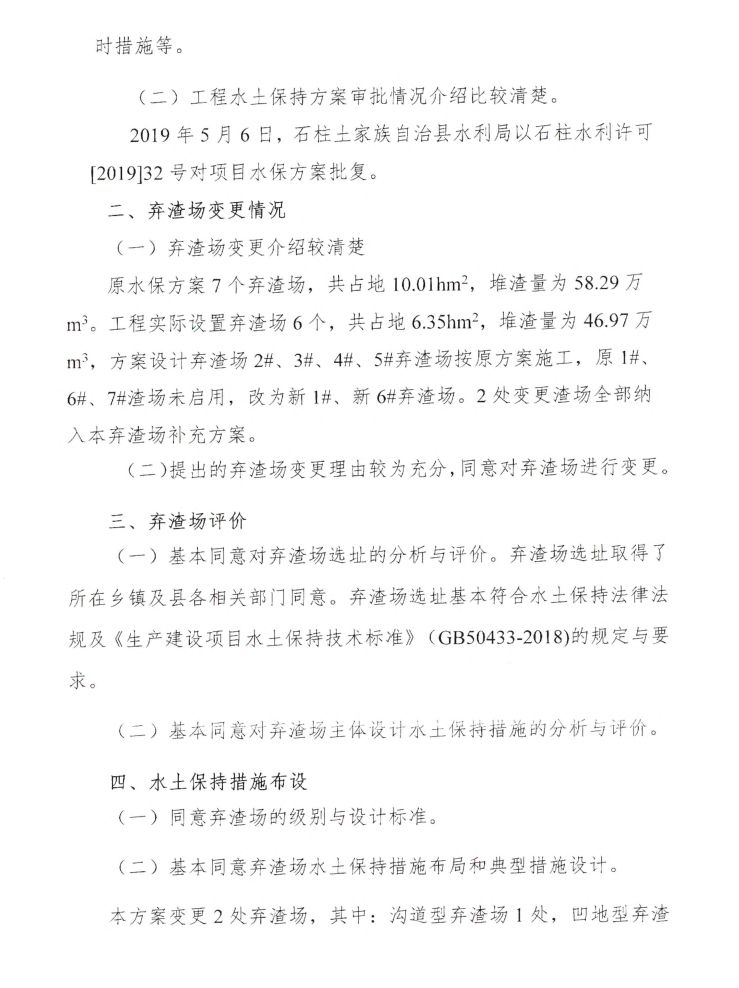 时措施等。
（二）工程水土保持方案审批情况介绍比较清楚。
2019 年 5 月 6 日，石柱土家族自治县水利局以石柱水利许可
[2019]32 号对项目水保方案批复。
二、弃渣场变更情况
（一）弃渣场变更介绍较清楚
原水保方案 7 个弃渣场，共占地 10.01hm²，堆渣量为 58.29 万
m³。工程实际设置弃渣场 6 个，共占地 6.35hm²，堆渣量为 46.97 万
m³，方案设计弃渣场 2#、3#、4#、5#弃渣场按原方案施工，原 1#、
6#、7#渣场未启用，改为新 1#、新 6#弃渣场。2 处变更渣场全部纳
入本弃渣场补充方案。
（二）提出的弃渣场变更理由较为充分，同意对弃渣场进行变更。
三、弃渣场评价
（一）基本同意对弃渣场选址的分析与评价。弃渣场选址取得了
所在乡镇及县各相关部门同意。弃渣场选址基本符合水土保持法律法
规及《生产建设项目水土保持技术标准》（GB50433-2018)的规定与要
求。
（二）基本同意对弃渣场主体设计水土保持措施的分析与评价。
四、水土保持措施布设
（一）同意弃渣场的级别与设计标准。
（二）基本同意弃渣场水土保持措施布局和典型措施设计。
本方案变更 2 处弃渣场，其中：沟道型弃渣场 1 处，凹地型弃渣